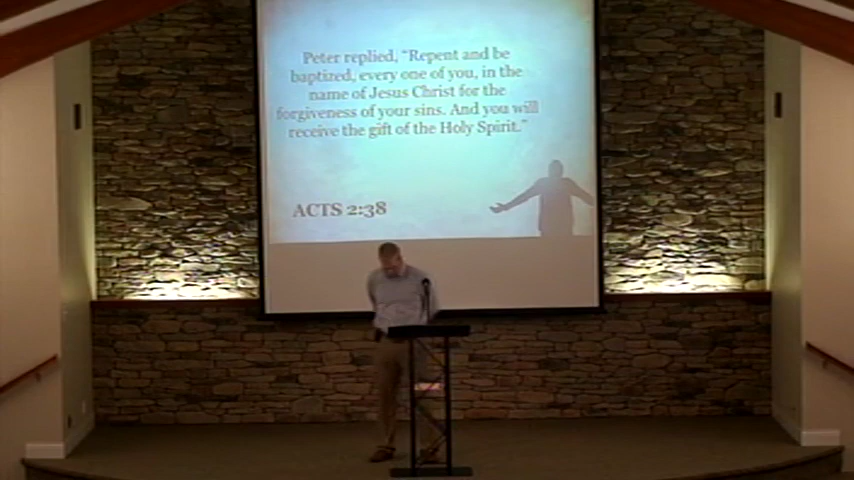 Peter replied, “Repent and be
baptized, every one of you, in the
name of Jesus Christ for the
forgiveness of your sins. And you will
receive the gift of the Holy Spirit.”
ACTS 2:38